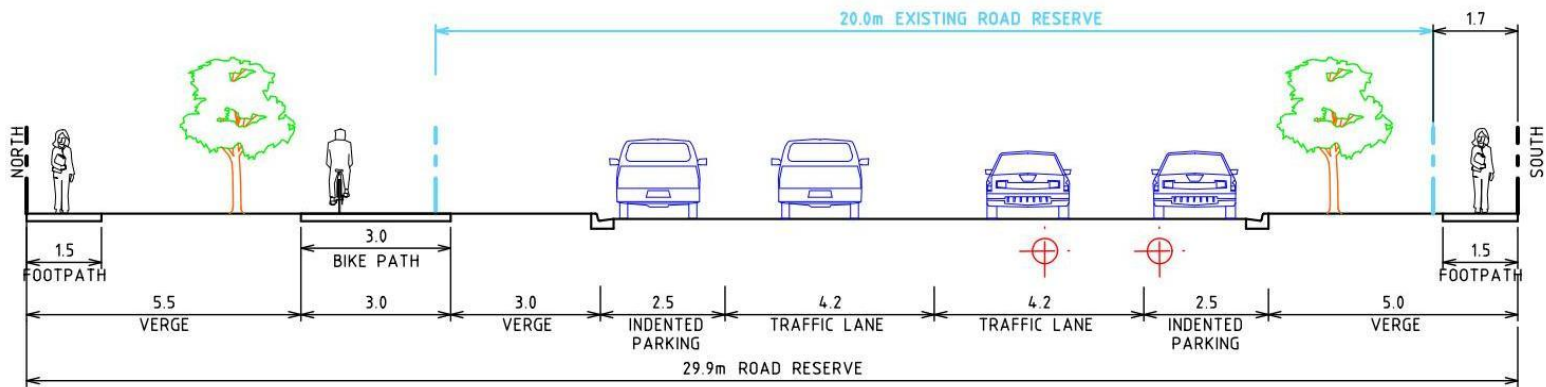 20.0m EXISTING ROAD RESERVE
1.7
NORTH
SOUTH
1.5
FOOTPATH
3.0
BIKE PATH
1.5
FOOTPATH
5.5
VERGE
3.0
3.0
VERGE
2.5
INDENTED
PARKING
4.2
TRAFFIC LANE
4.2
TRAFFIC LANE
2.5
INDENTED
PARKING
5.0
VERGE
29.9m ROAD RESERVE